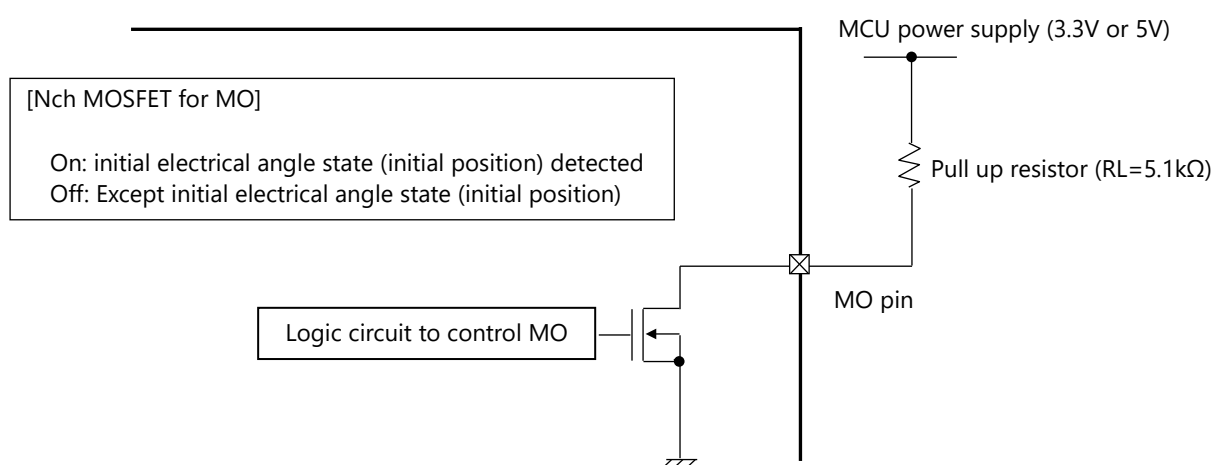 MCU power supply (3.3V or 5V)
[Nch MOSFET for MO]
On: initial electrical angle state (initial position) detected
Off: Except initial electrical angle state (initial position)
Pull up resistor (RL=5.1kΩ)
MO pin
Logic circuit to control MO